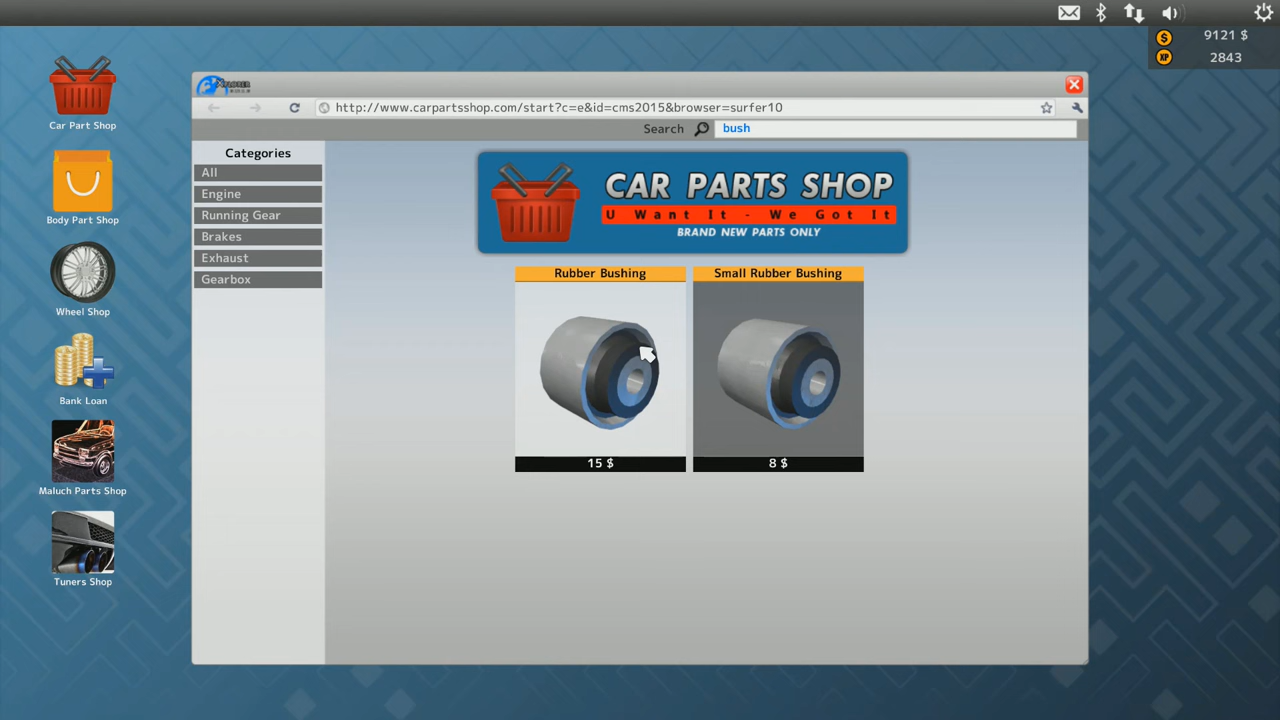 9121 $
2843
Car Part Shop
Body Part Shop
Wheel Shop
Bank Loan
Maluch Parts Shop
Tuners Shop
http://www.carpartsshop.com/start?c=e&id=cms2015&browser=surfer10
Search bush
Categories
All
Engine
Running Gear
Brakes
Exhaust
Gearbox
CAR PARTS SHOP
U Want It - We Got It
BRAND NEW PARTS ONLY
Rubber Bushing
15 $
Small Rubber Bushing
8 $